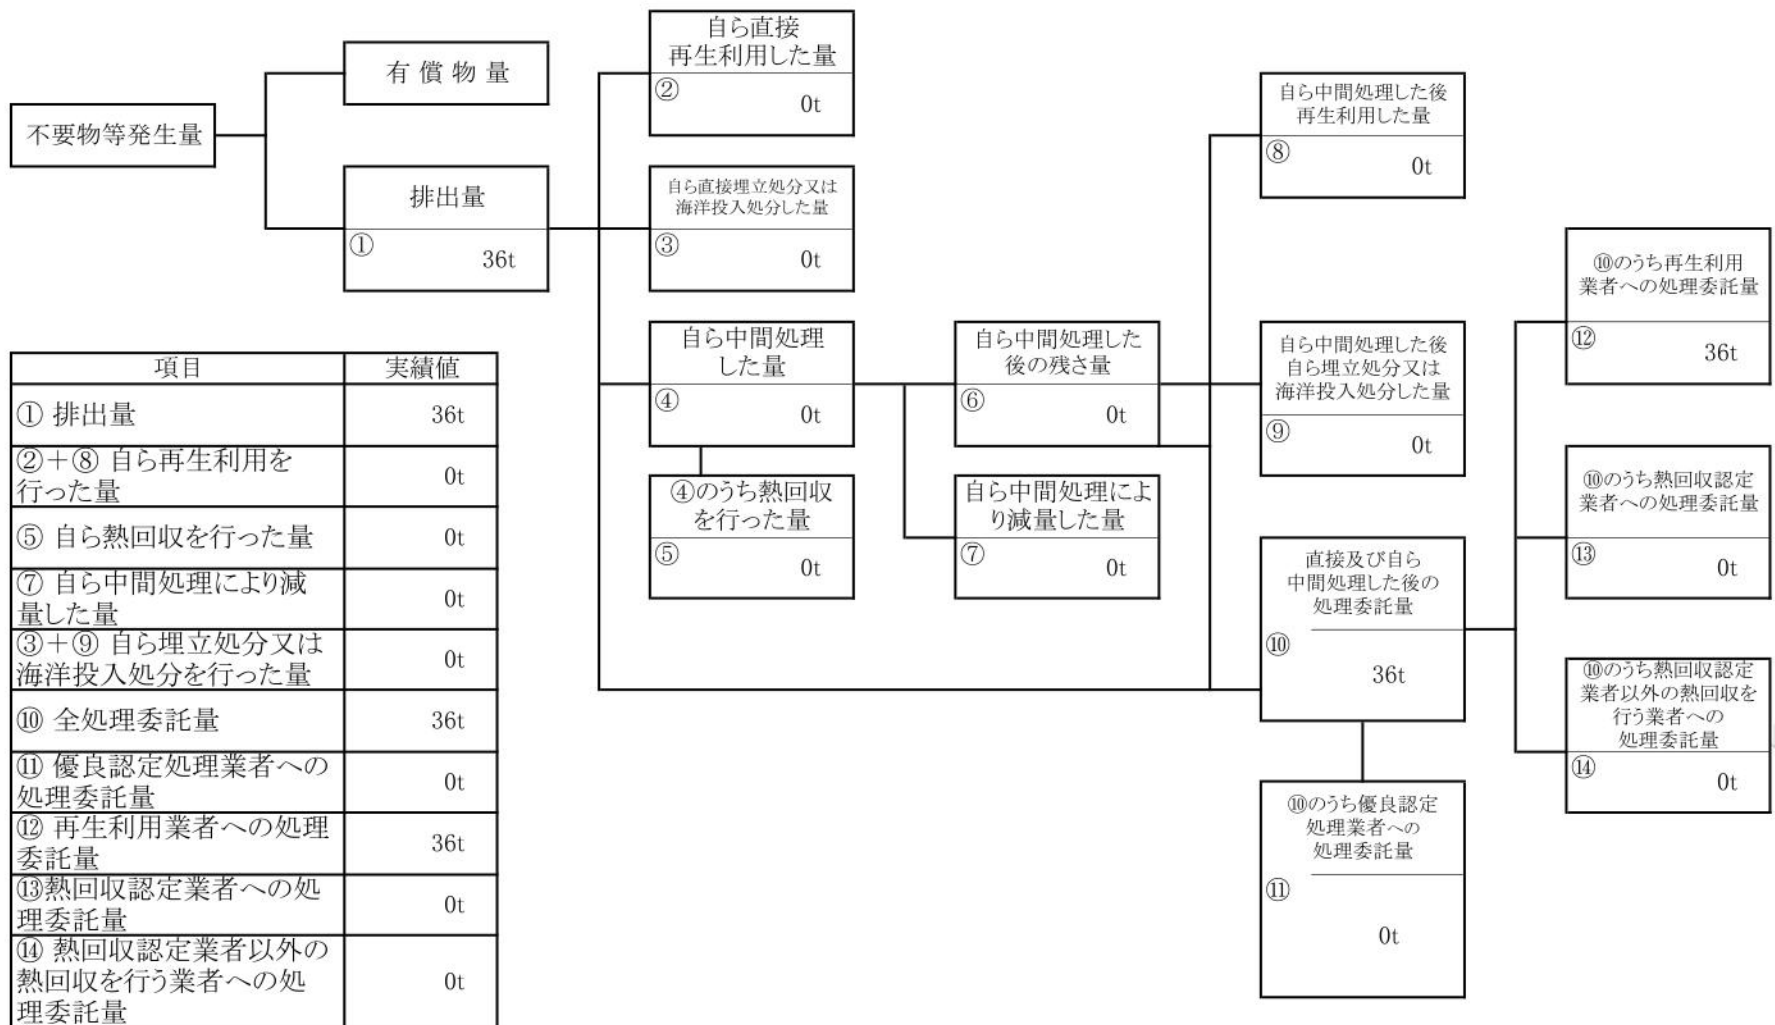 不要物等発生量
有償物量
排出量
①
36t
自ら直接
再生利用した量
②
0t
自ら直接埋立処分又は
海洋投入処分した量
③
0t
自ら中間処理
した量
④
0t
④のうち熱回収
を行った量
⑤
0t
自ら中間処理した
後の残さ量
⑥
0t
自ら中間処理によ
り減量した量
⑦
0t
自ら中間処理した後
再生利用した量
⑧
0t
自ら中間処理した後
自ら埋立処分又は
海洋投入処分した量
⑨
0t
直接及び自ら
中間処理した後の
処理委託量
⑩
36t
⑩のうち優良認定
処理業者への
処理委託量
⑪
0t
⑩のうち再生利用
業者への処理委託量
⑫
36t
⑩のうち熱回収認定
業者への処理委託量
⑬
0t
⑩のうち熱回収認定
業者以外の熱回収を
行う業者への
処理委託量
⑭
0t
項目 実績値
① 排出量 36t
②+⑧ 自ら再生利用を
行った量 0t
⑤ 自ら熱回収を行った量 0t
⑦ 自ら中間処理により減
量した量 0t
③+⑨ 自ら埋立処分又は
海洋投入処分を行った量 0t
⑩ 全処理委託量 36t
⑪ 優良認定処理業者への
処理委託量 0t
⑫ 再生利用業者への処理
委託量 36t
⑬熱回収認定業者への処
理委託量 0t
⑭ 熱回収認定業者以外の
熱回収を行う業者への処
理委託量 0t